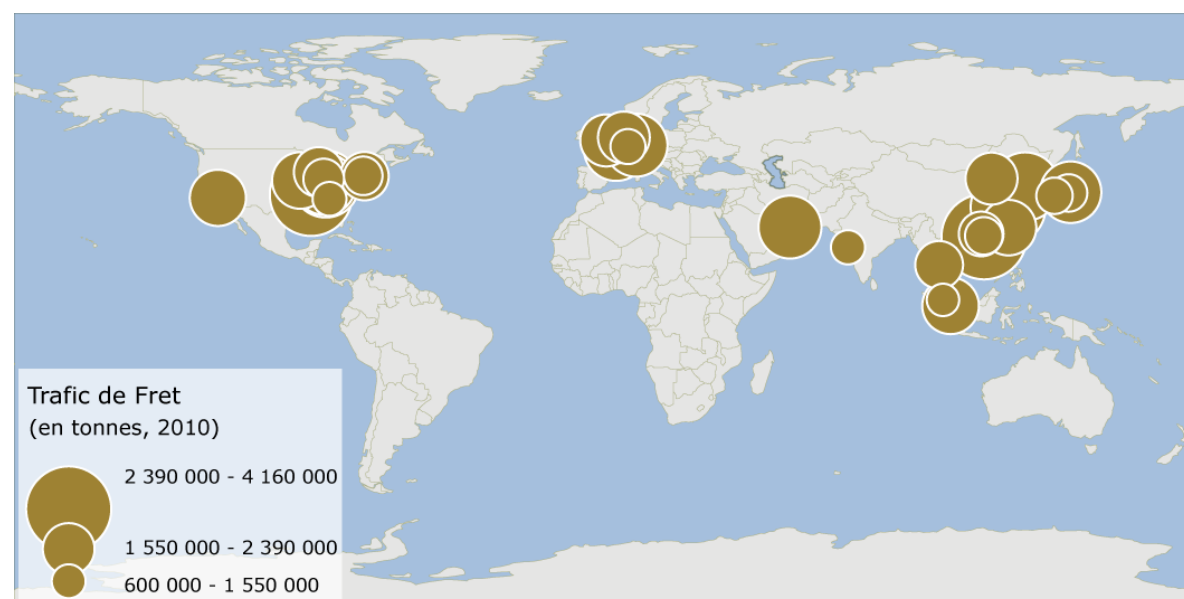 Trafic de Fret
(en tonnes, 2010)
2 390 000 - 4 160 000
1 550 000 - 2 390 000
600 000 - 1 550 000